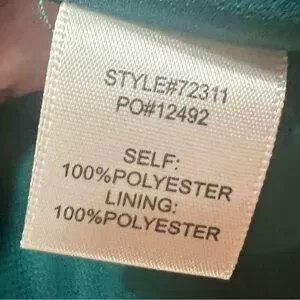 STYLE#72311
PO#12492
SELF:
100%POLYESTER
LINING:
100%POLYESTER